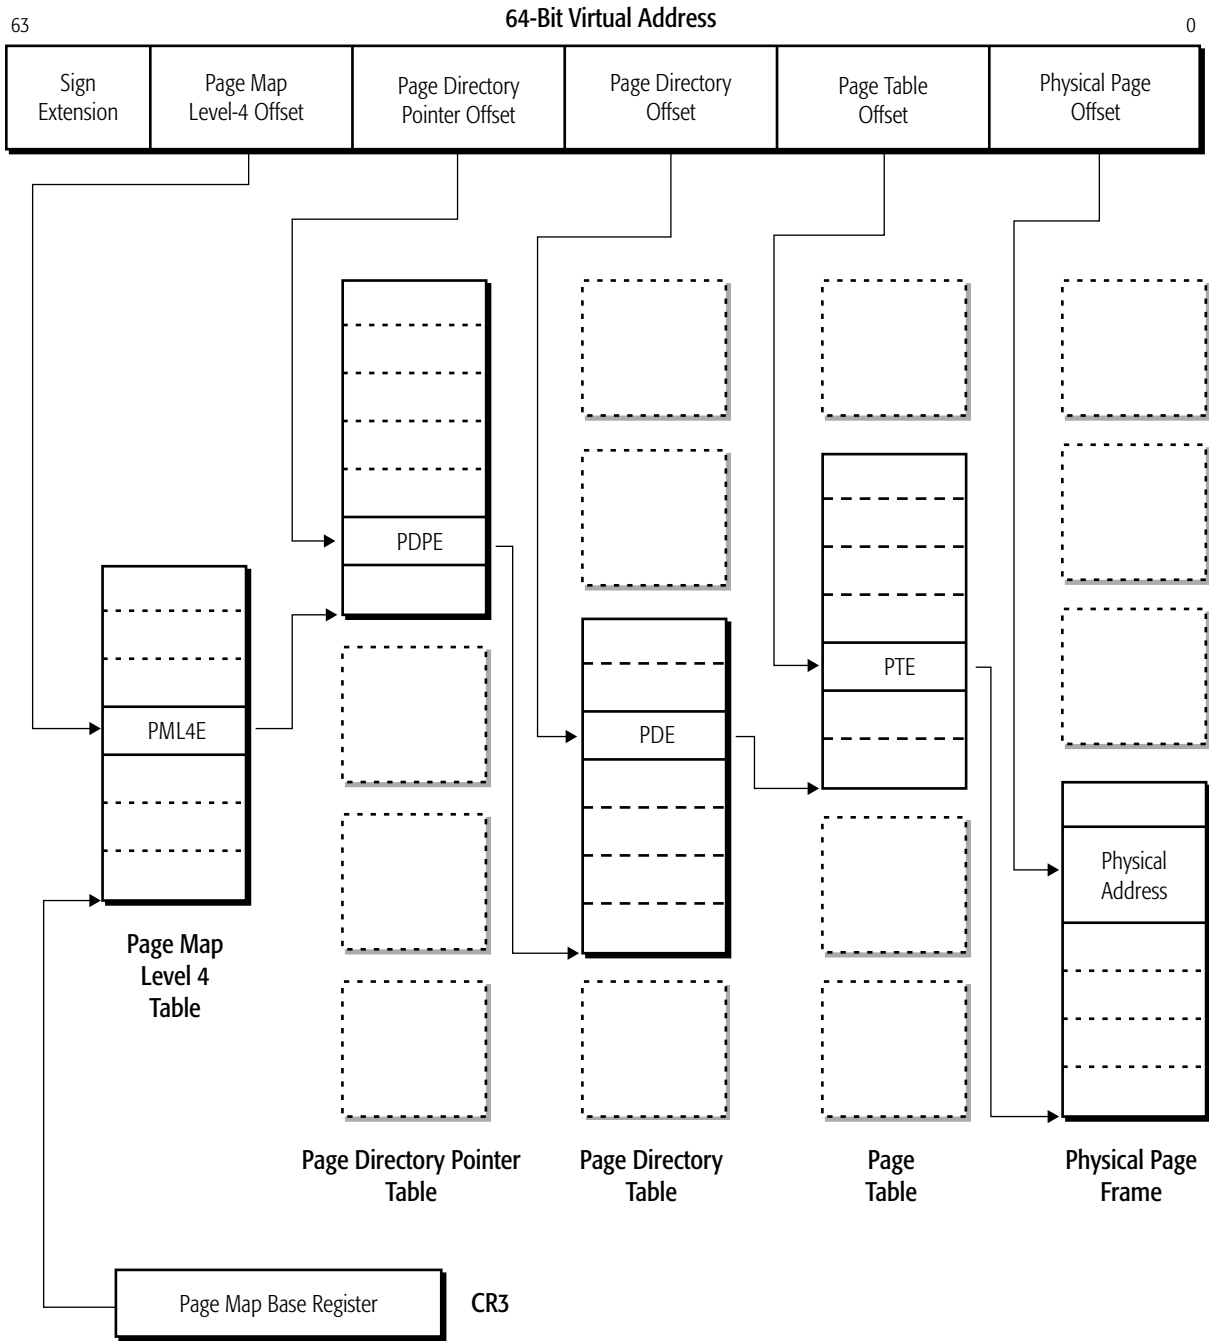 64-Bit Virtual Address
63
0
Sign
Extension
Page Map
Level-4 Offset
Page Directory
Pointer Offset
Page Directory
Offset
Page Table
Offset
Physical Page
Offset
PDPE
PML4E
PDE
PTE
Physical
Address
Page Map
Level 4
Table
Page Directory Pointer
Table
Page Directory
Table
Page
Table
Physical Page
Frame
Page Map Base Register
CR3